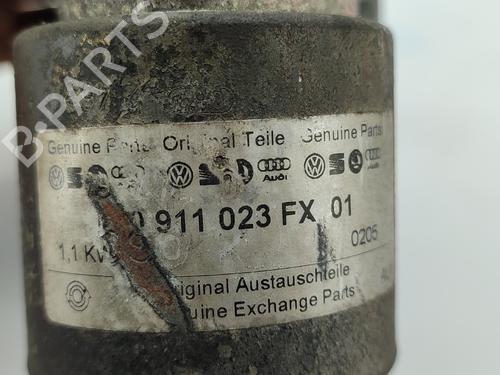 B-PARTS
Genuine Parts Original Teile Genuine Parts
Audi Audi
911 023 FX 01
1,1 Kw 0205
Original Austauschteile
Genuine Exchange Parts